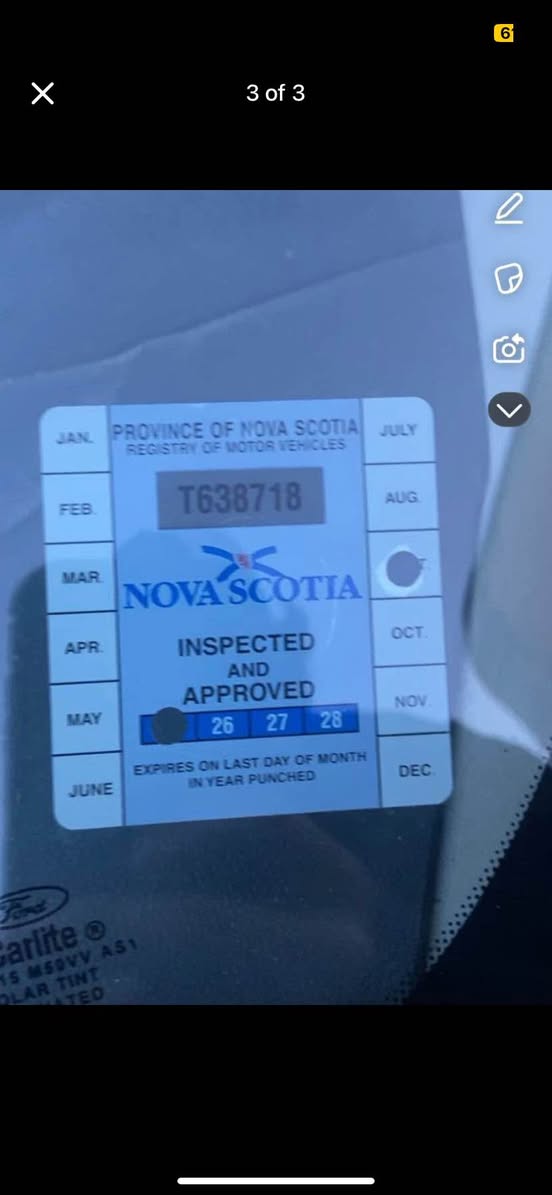 3 of 3
PROVINCE OF NOVA SCOTIA
REGISTRY OF MOTOR VEHICLES
T638718
NOVA SCOTIA
INSPECTED
AND
APPROVED
26 27 28
EXPIRES ON LAST DAY OF MONTH
IN YEAR PUNCHED
JAN.
FEB.
MAR.
APR.
MAY
JUNE
JULY
AUG.
OCT.
NOV.
DEC.
Ford
Carlite ®
M59VV AS1